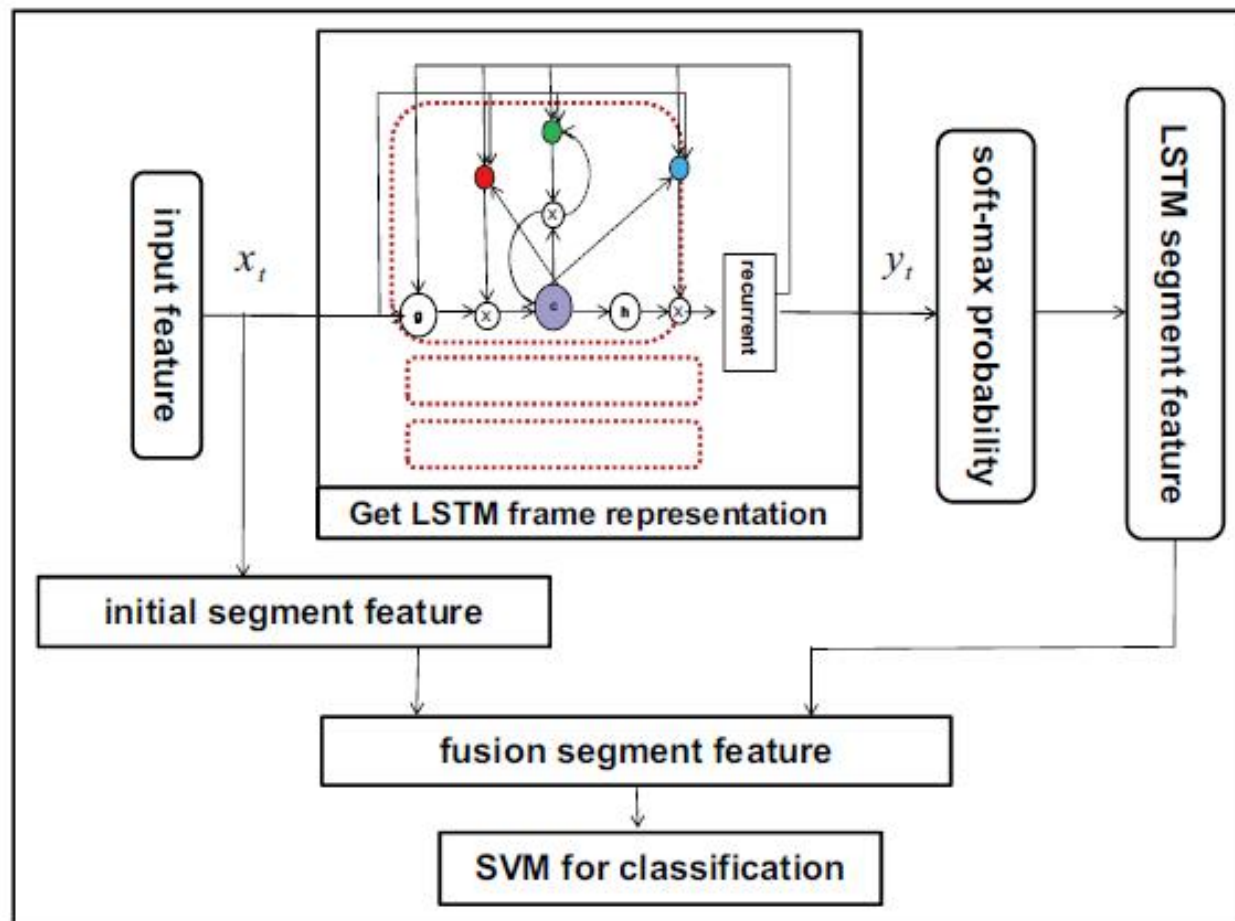 input feature
x_t
g
x
c
x
h
x
recurrent
y_t
soft-max probability
LSTM segment feature
Get LSTM frame representation
initial segment feature
fusion segment feature
SVM for classification